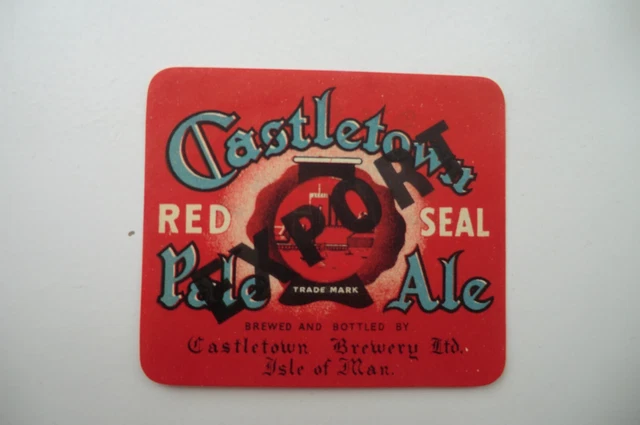 Castletown
RED SEAL
EXPORT
Pale Ale
TRADE MARK
BREWED AND BOTTLED BY
Castletown Brewery Ltd.,
Isle of Man.